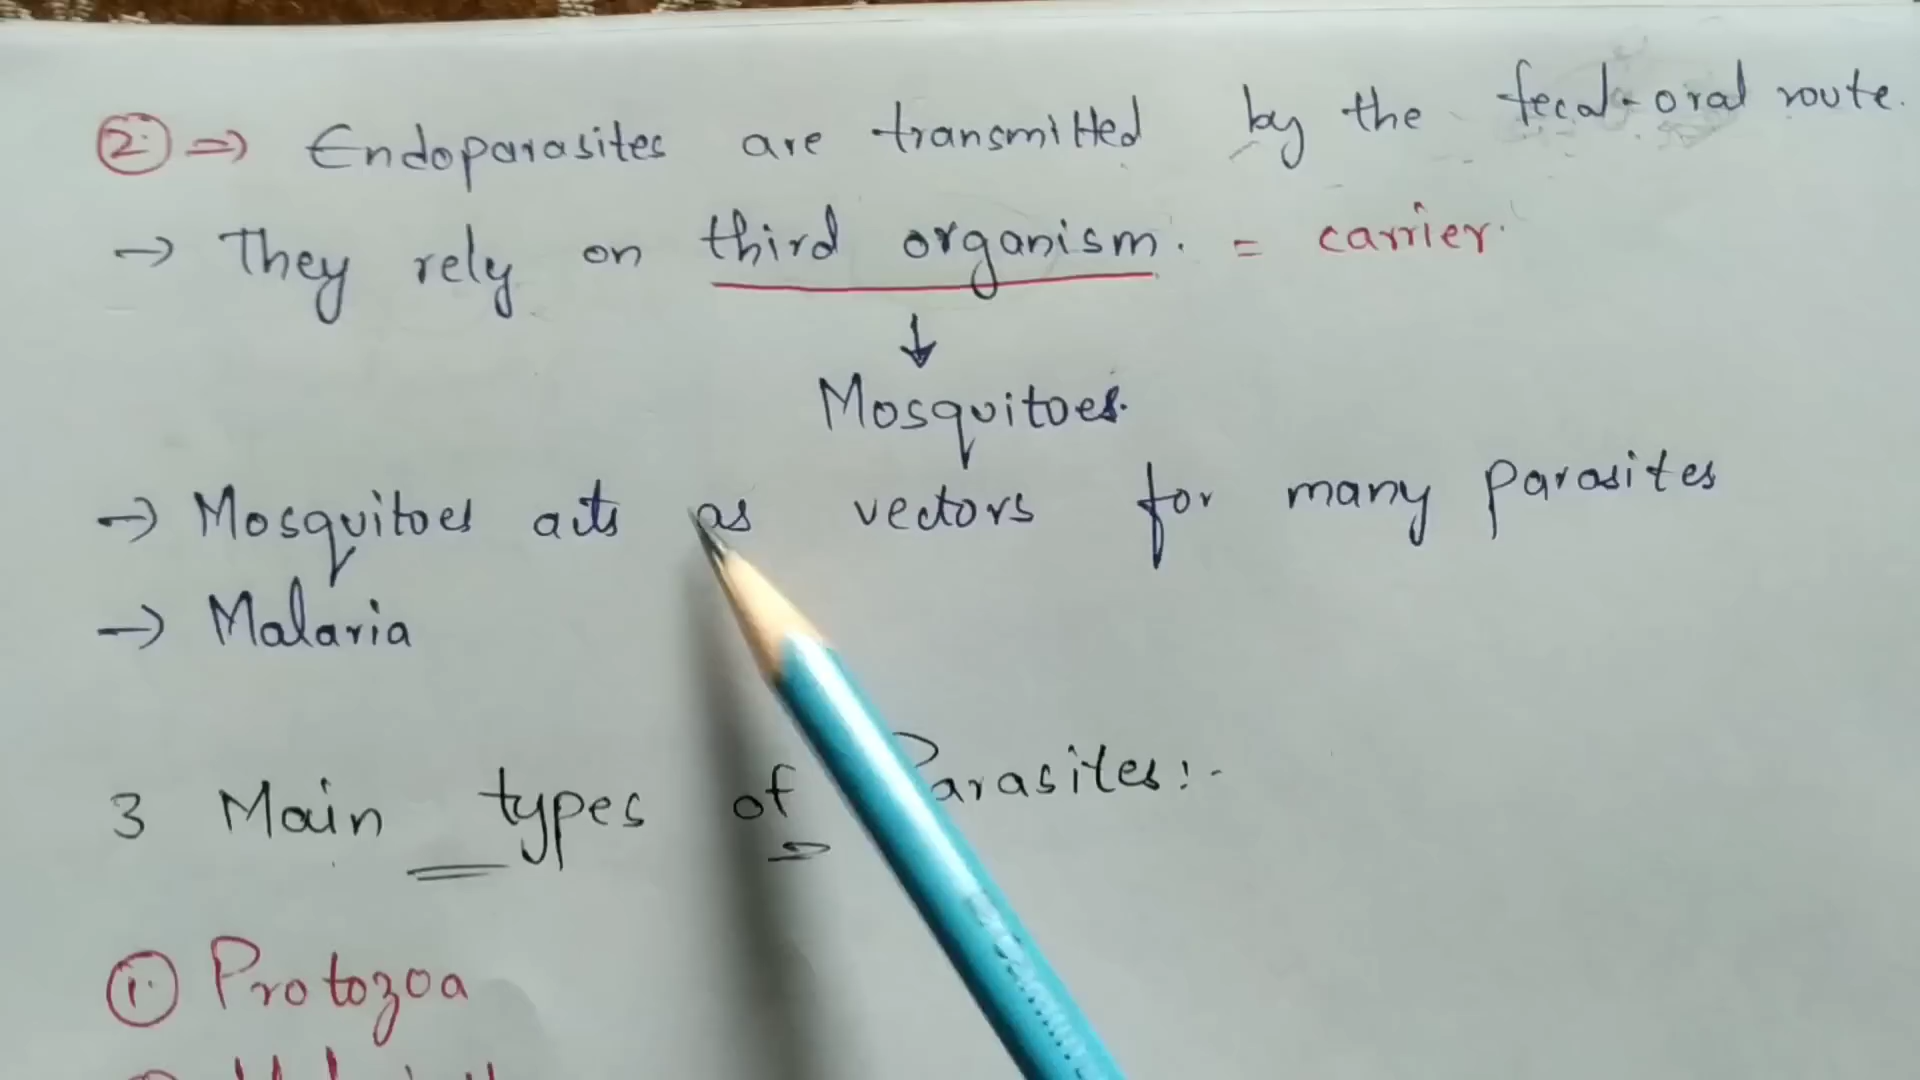 2. => Endoparasites are transmitted by the fecal-oral route.
→ They rely on third organism. = carrier.
↓
Mosquitoes.
→ Mosquitoes acts as vectors for many parasites
→ Malaria
3 Main types of Parasites:-
1. Protozoa